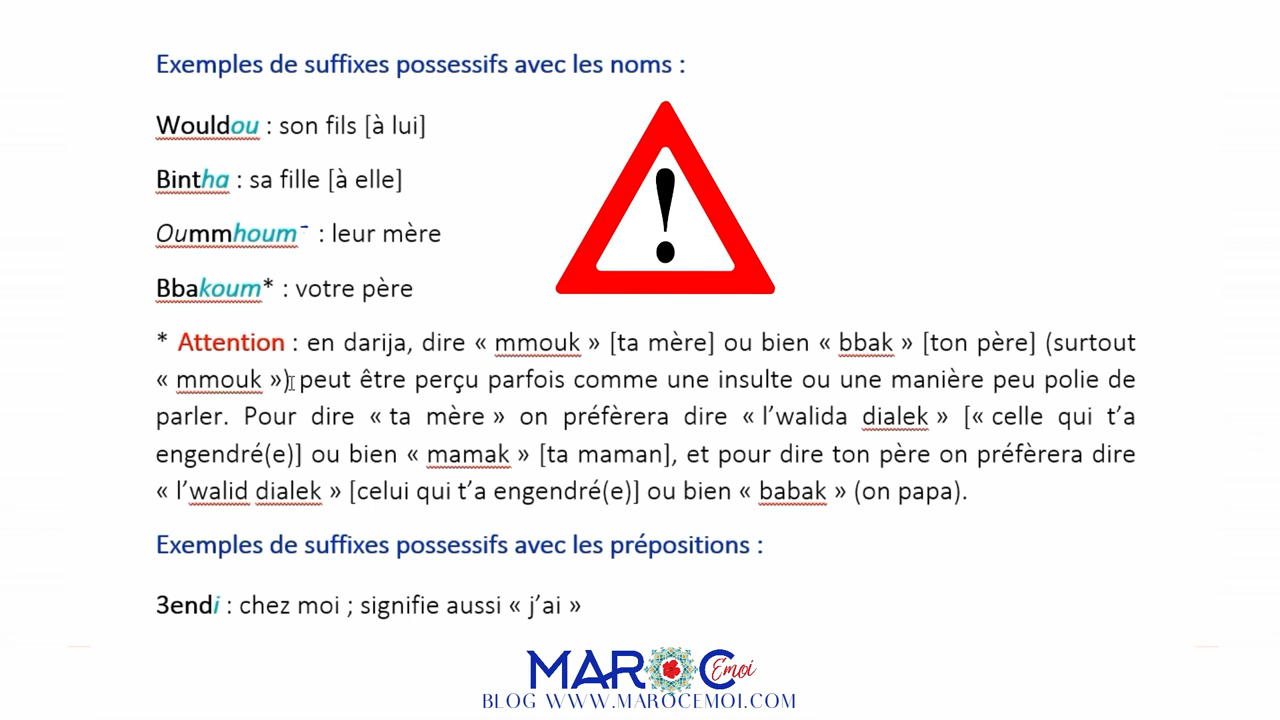 Exemples de suffixes possessifs avec les noms :
Wouldou : son fils [à lui]
Bintha : sa fille [à elle]
Oummhoum- : leur mère
Bbakoum* : votre père
* Attention : en darija, dire « mmouk » [ta mère] ou bien « bbak » [ton père] (surtout
« mmouk ») peut être perçu parfois comme une insulte ou une manière peu polie de
parler. Pour dire « ta mère » on préfèrera dire « l’walida dialek » [« celle qui t’a
engendré(e)] ou bien « mamak » [ta maman], et pour dire ton père on préfèrera dire
« l’walid dialek » [celui qui t’a engendré(e)] ou bien « babak » (on papa).
Exemples de suffixes possessifs avec les prépositions :
3endi : chez moi ; signifie aussi « j’ai »
MAROC Emoi
BLOG WWW.MAROCEMOI.COM